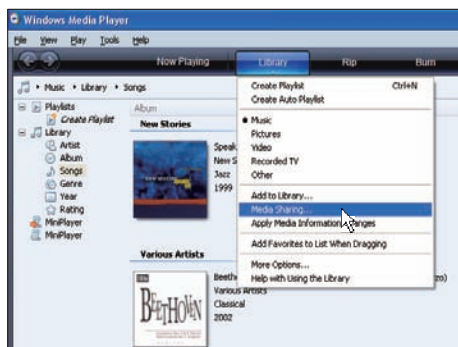 Windows Media Player
File View Play Tools Help
Now Playing Library Rip Burn
Music Library Songs
Create Playlist Ctrl+N
Create Auto Playlist
Music
Pictures
Video
Recorded TV
Other
Add to Library...
Media Sharing...
Apply Media Information Changes
Add Favorites to List When Dragging
More Options...
Help with Using the Library
Playlists
Create Playlist
Library
Artist
Album
Songs
Genre
Year
Rating
MiniPlayer
MiniPlayer
Album
New Stories
Speak
New S
Jazz
1999
Various Artists
BEETHOVEN
Beeth
zo)
Various Artists
Classical
2002